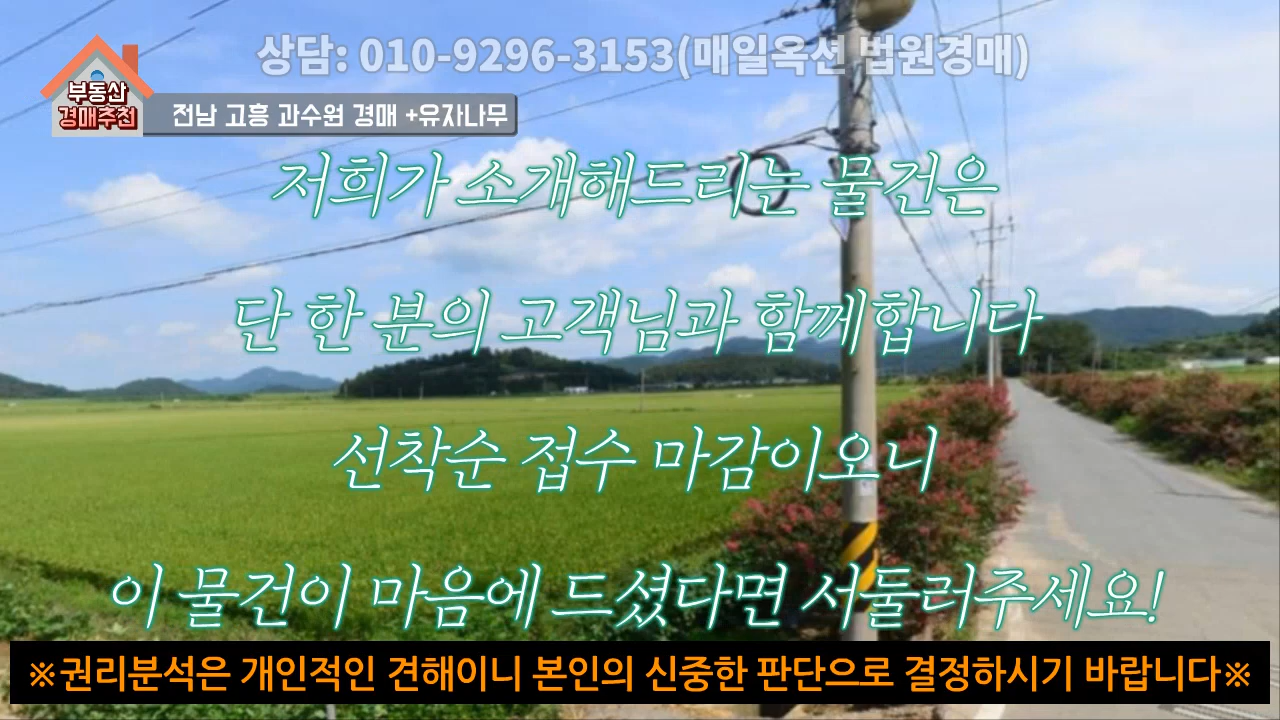 상담: 010-9296-3153(매일옥션 법원경매)
부동산
경매추천
전남 고흥 과수원 경매 +유자나무
저희가 소개해드리는 물건은
단 한 분의 고객님과 함께합니다
선착순 접수 마감이오니
이 물건이 마음에 드셨다면 서둘러주세요!
※권리분석은 개인적인 견해이니 본인의 신중한 판단으로 결정하시기 바랍니다※